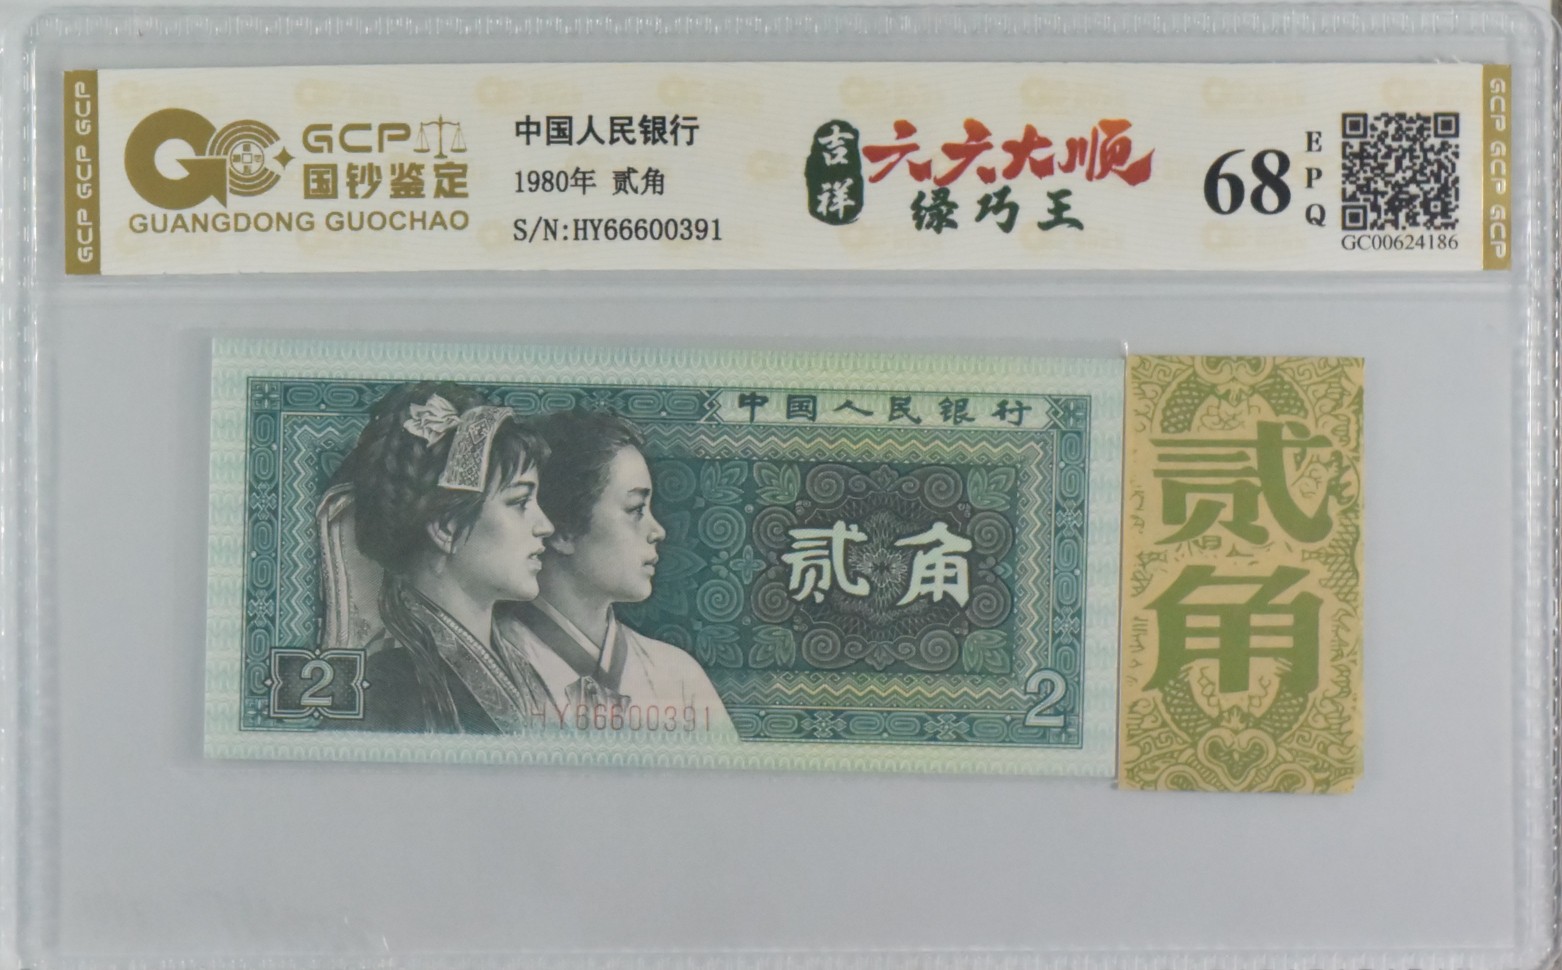 GCP GCP GCP
GCP
国钞鉴定
GUANGDONG GUOCHAO
中国人民银行
1980年 贰角
S/N:HY66600391
吉祥
六六大顺
绿巧王
68
EPQ
GC00624186
GCP GCP GCP
中国人民银行
贰角
2
HY66600391
2
贰角